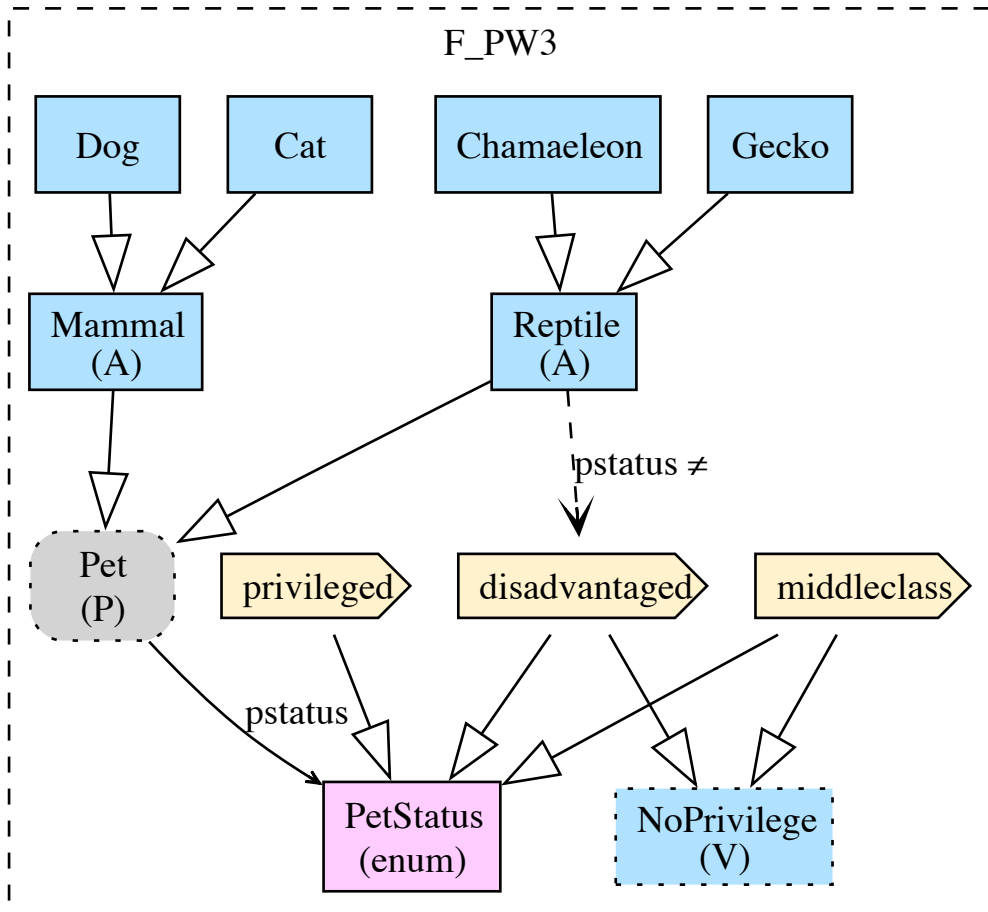 F_PW3
Dog
Cat
Chamaeleon
Gecko
Mammal
(A)
Reptile
(A)
pstatus ≠
Pet
(P)
privileged
disadvantaged
middleclass
pstatus
PetStatus
(enum)
NoPrivilege
(V)